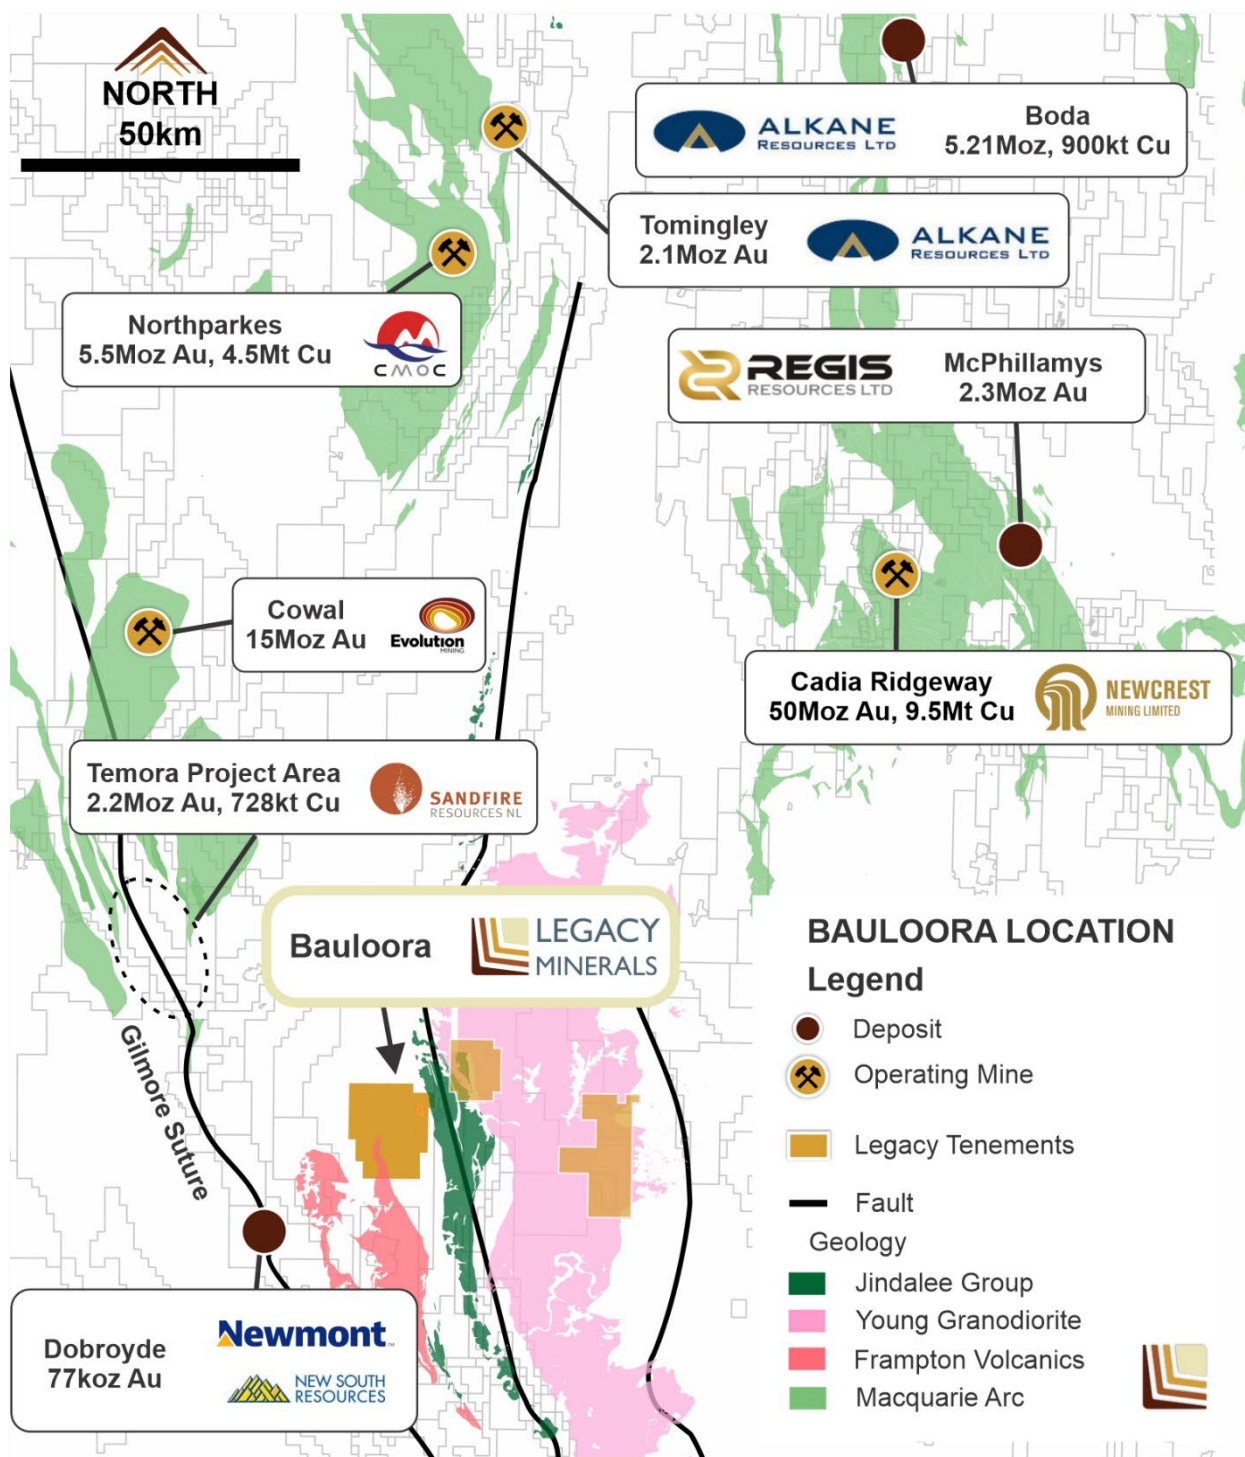 NORTH
50km
ALKANE
RESOURCES LTD
Boda
5.21Moz, 900kt Cu
Tomingley
2.1Moz Au
ALKANE
RESOURCES LTD
Northparkes
5.5Moz Au, 4.5Mt Cu
CMOC
REGIS
RESOURCES LTD
McPhillamys
2.3Moz Au
Cowal
15Moz Au
Evolution
MINING
Cadia Ridgeway
50Moz Au, 9.5Mt Cu
NEWCREST
MINING LIMITED
Temora Project Area
2.2Moz Au, 728kt Cu
SANDFIRE
RESOURCES NL
Bauloora
LEGACY
MINERALS
Gilmore Suture
Dobroyde
77koz Au
Newmont™
NEW SOUTH
RESOURCES
BAULOORA LOCATION
Legend
Deposit
Operating Mine
Legacy Tenements
Fault
Geology
Jindalee Group
Young Granodiorite
Frampton Volcanics
Macquarie Arc